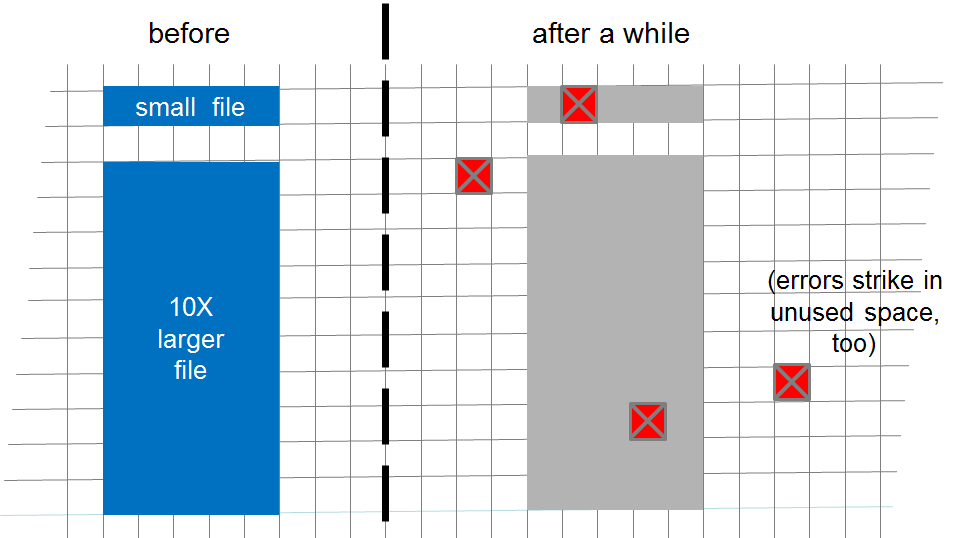 before
after a while
small file
10X
larger
file
(errors strike in
unused space,
too)